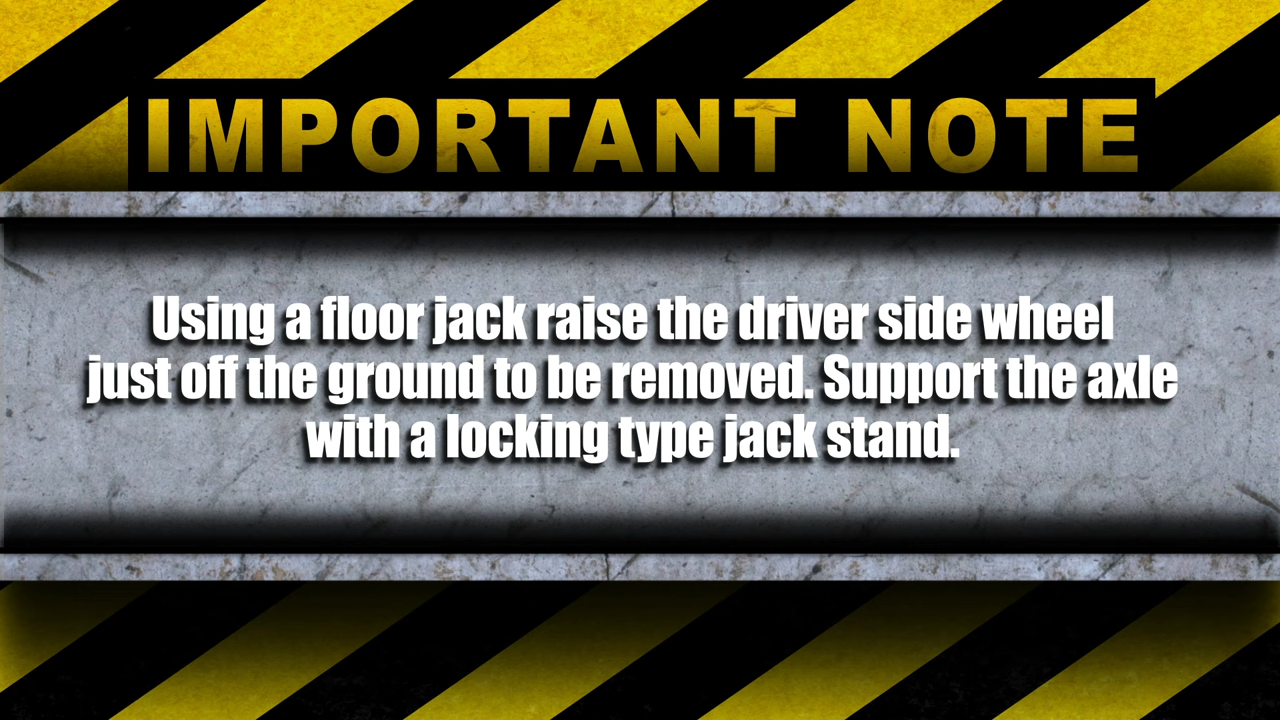 IMPORTANT NOTE
Using a floor jack raise the driver side wheel
just off the ground to be removed. Support the axle
with a locking type jack stand.